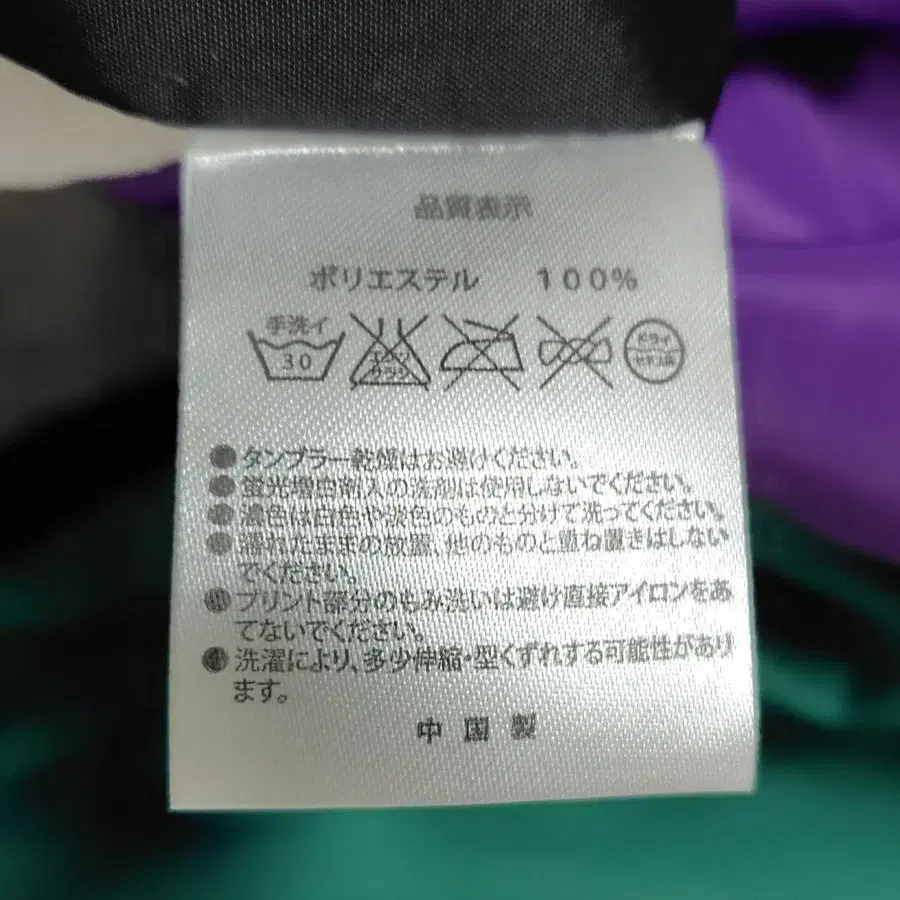 品質表示
ポリエステル 100%
手洗イ
30
エンソ
サラシ
ドライ
セキユ系
●タンブラー乾燥はお避けください。
●蛍光増白剤入の洗剤は使用しないでください。
●濃色は白色や淡色のものと分けて洗ってください。
●濡れたままの放置、他のものと重ね置きはしない
でください。
●プリント部分のもみ洗いは避け直接アイロンをあ
てないでください。
●洗濯により、多少伸縮・型くずれする可能性があり
ます。
中国製